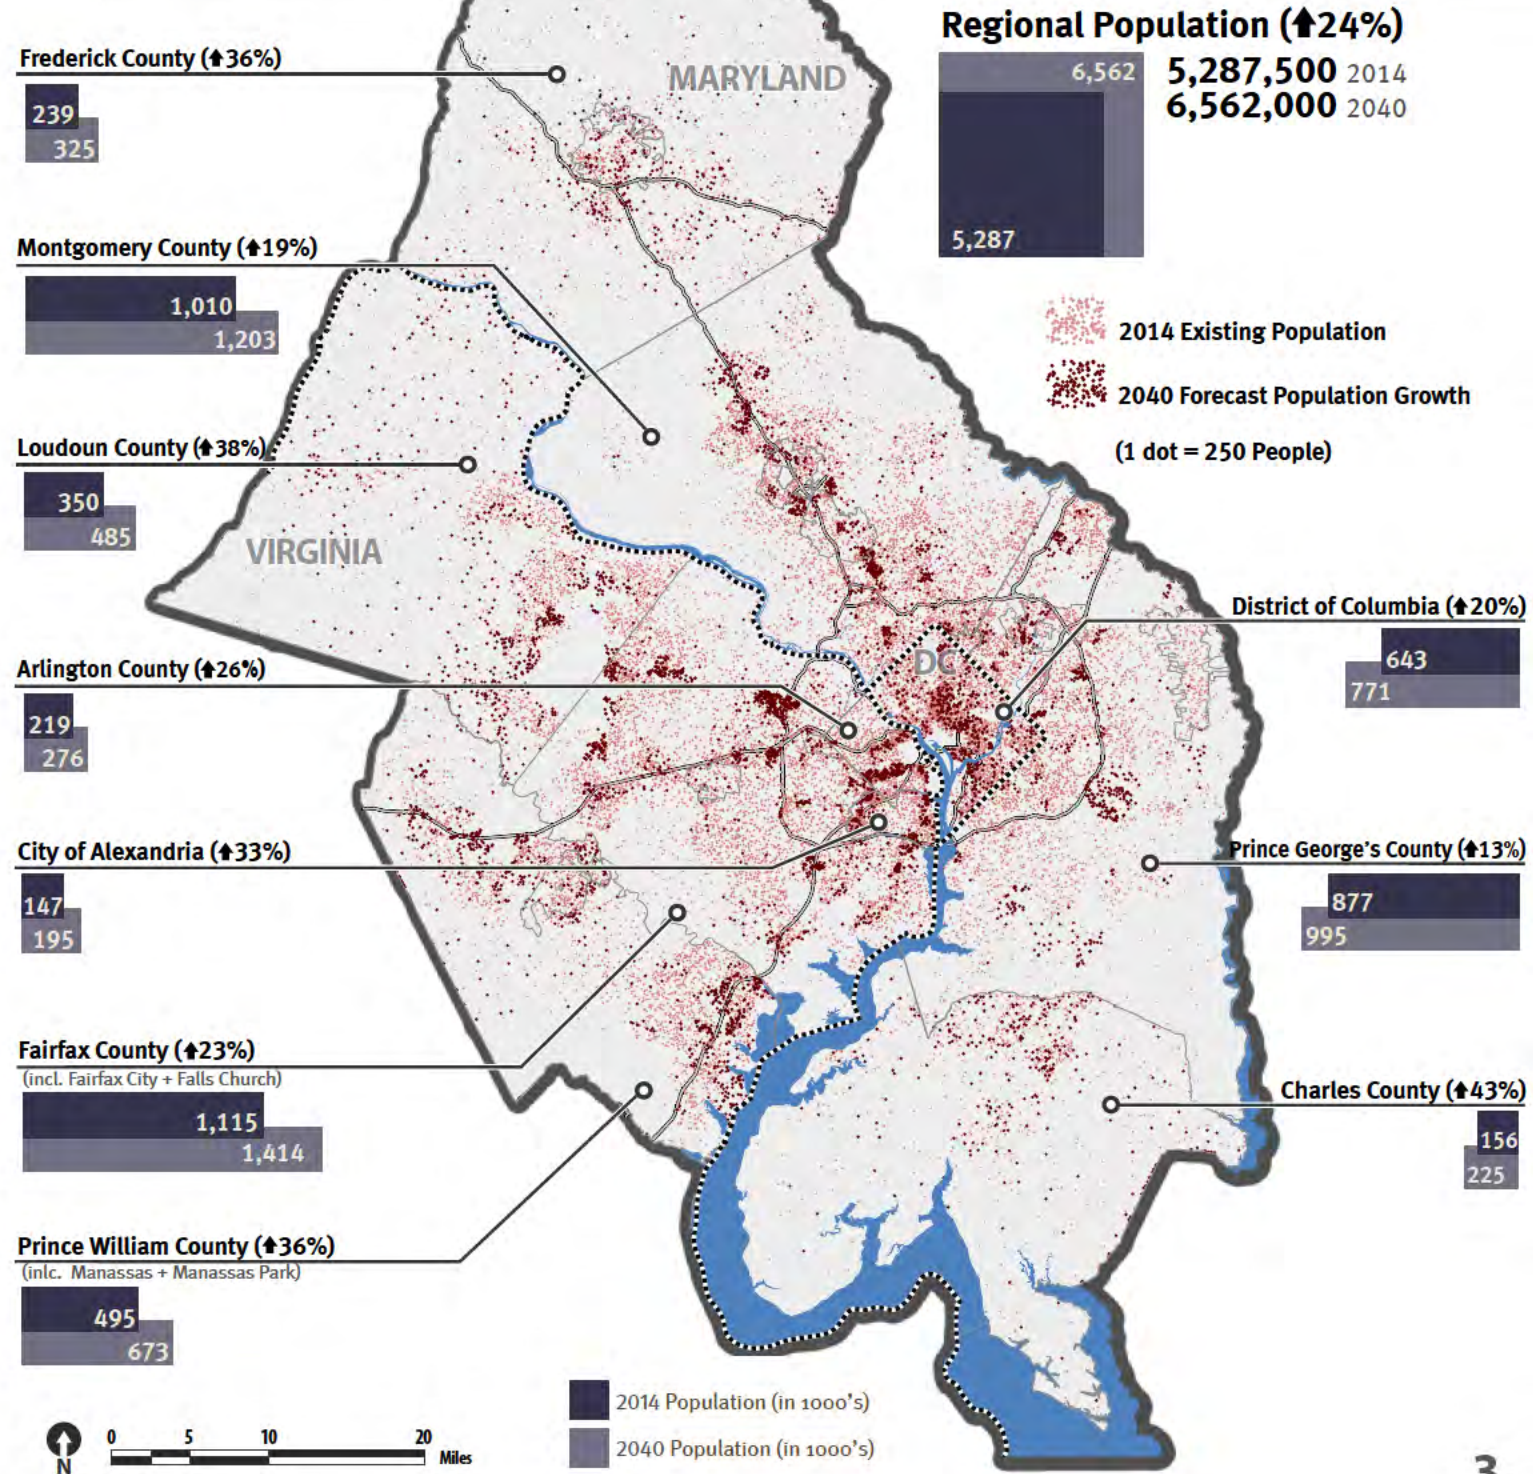 Regional Population (↑24%)
6,562
5,287,500 2014
6,562,000 2040
5,287
2014 Existing Population
2040 Forecast Population Growth
(1 dot = 250 People)
MARYLAND
VIRGINIA
DC
Frederick County (↑36%)
239
325
Montgomery County (↑19%)
1,010
1,203
Loudoun County (↑38%)
350
485
Arlington County (↑26%)
219
276
City of Alexandria (↑33%)
147
195
Fairfax County (↑23%)
(incl. Fairfax City + Falls Church)
1,115
1,414
Prince William County (↑36%)
(inlc. Manassas + Manassas Park)
495
673
District of Columbia (↑20%)
643
771
Prince George's County (↑13%)
877
995
Charles County (↑43%)
156
225
2014 Population (in 1000's)
2040 Population (in 1000's)
N
0 5 10 20
Miles
3